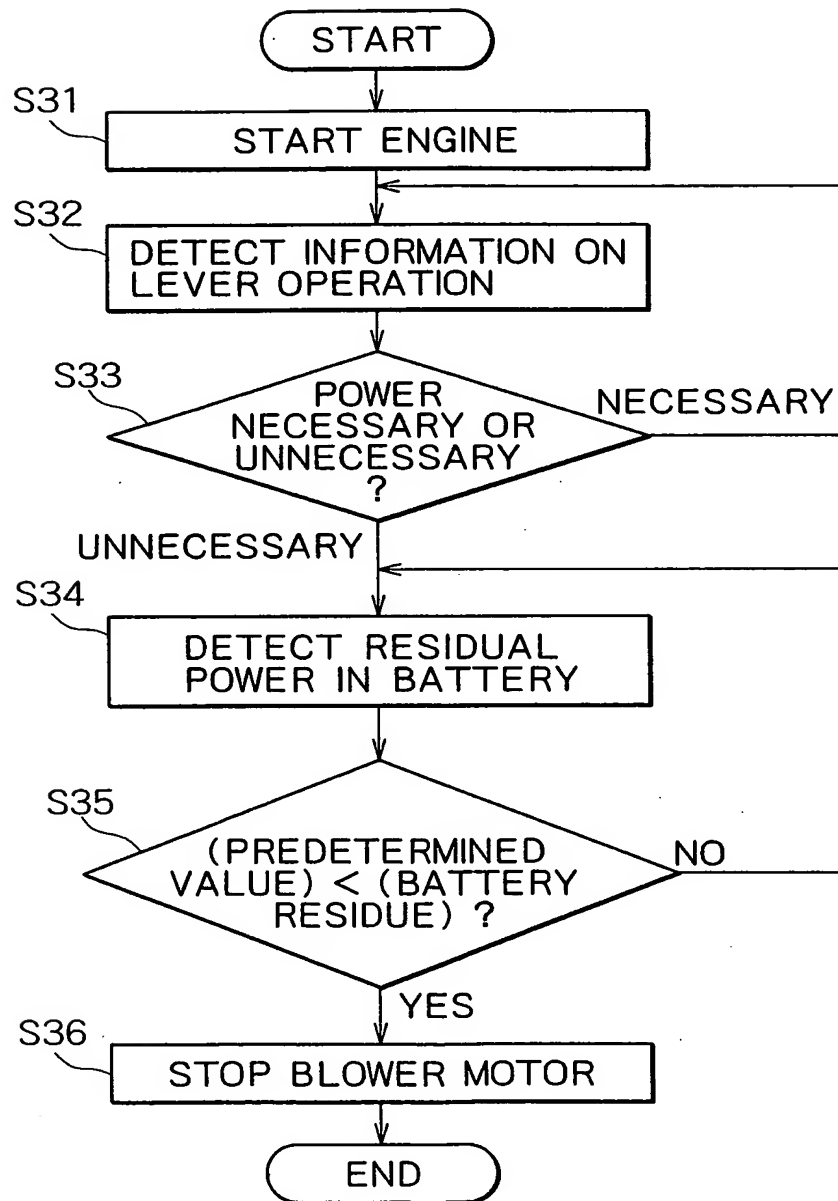 START
S31
START ENGINE
S32
DETECT INFORMATION ON
LEVER OPERATION
S33
POWER
NECESSARY OR
UNNECESSARY
?
NECESSARY
UNNECESSARY
S34
DETECT RESIDUAL
POWER IN BATTERY
S35
(PREDETERMINED
VALUE) < (BATTERY
RESIDUE) ?
NO
YES
S36
STOP BLOWER MOTOR
END